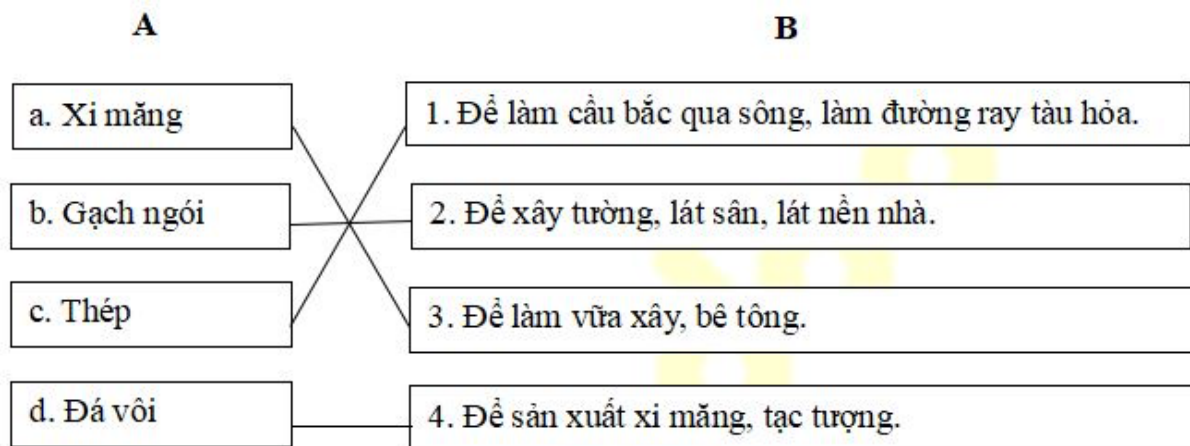 A
B
a. Xi măng
1. Để làm cầu bắc qua sông, làm đường ray tàu hỏa.
b. Gạch ngói
2. Để xây tường, lát sân, lát nền nhà.
c. Thép
3. Để làm vữa xây, bê tông.
d. Đá vôi
4. Để sản xuất xi măng, tạc tượng.